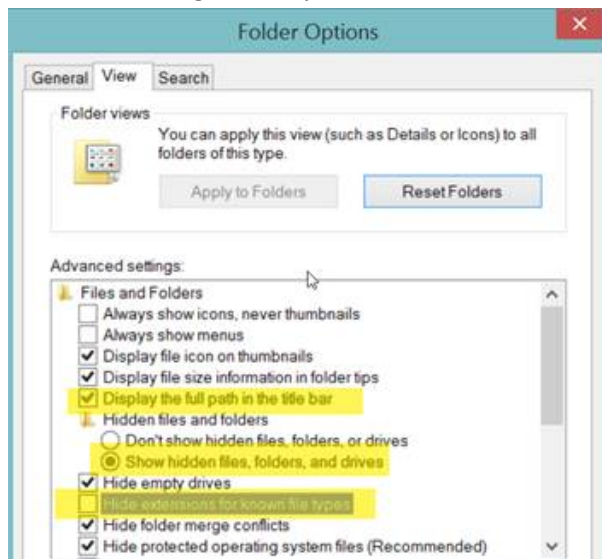 Folder Options
General View Search
Folder views
You can apply this view (such as Details or Icons) to all
folders of this type.
Apply to Folders Reset Folders
Advanced settings:
Files and Folders
Always show icons, never thumbnails
Always show menus
Display file icon on thumbnails
Display file size information in folder tips
Display the full path in the title bar
Hidden files and folders
Don't show hidden files, folders, or drives
Show hidden files, folders, and drives
Hide empty drives
Hide extensions for known file types
Hide folder merge conflicts
Hide protected operating system files (Recommended)